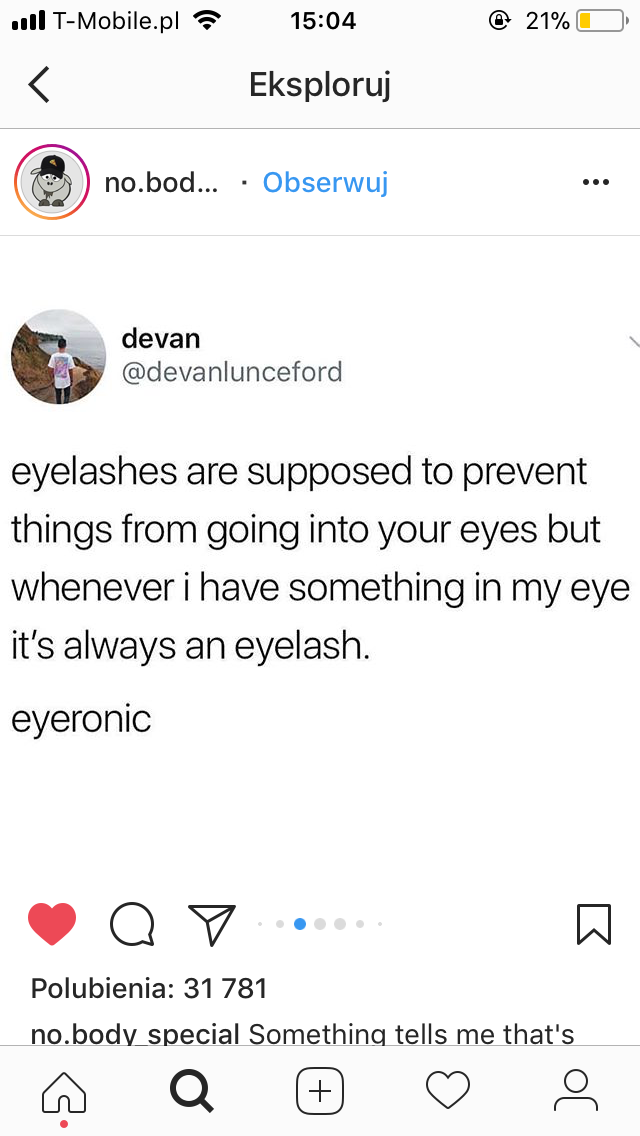 T-Mobile.pl 15:04 21%
Eksploruj
no.bod... · Obserwuj
devan
@devanlunceford
eyelashes are supposed to prevent
things from going into your eyes but
whenever i have something in my eye
it's always an eyelash.
eyeronic
Polubienia: 31 781
no.body_special Something tells me that's